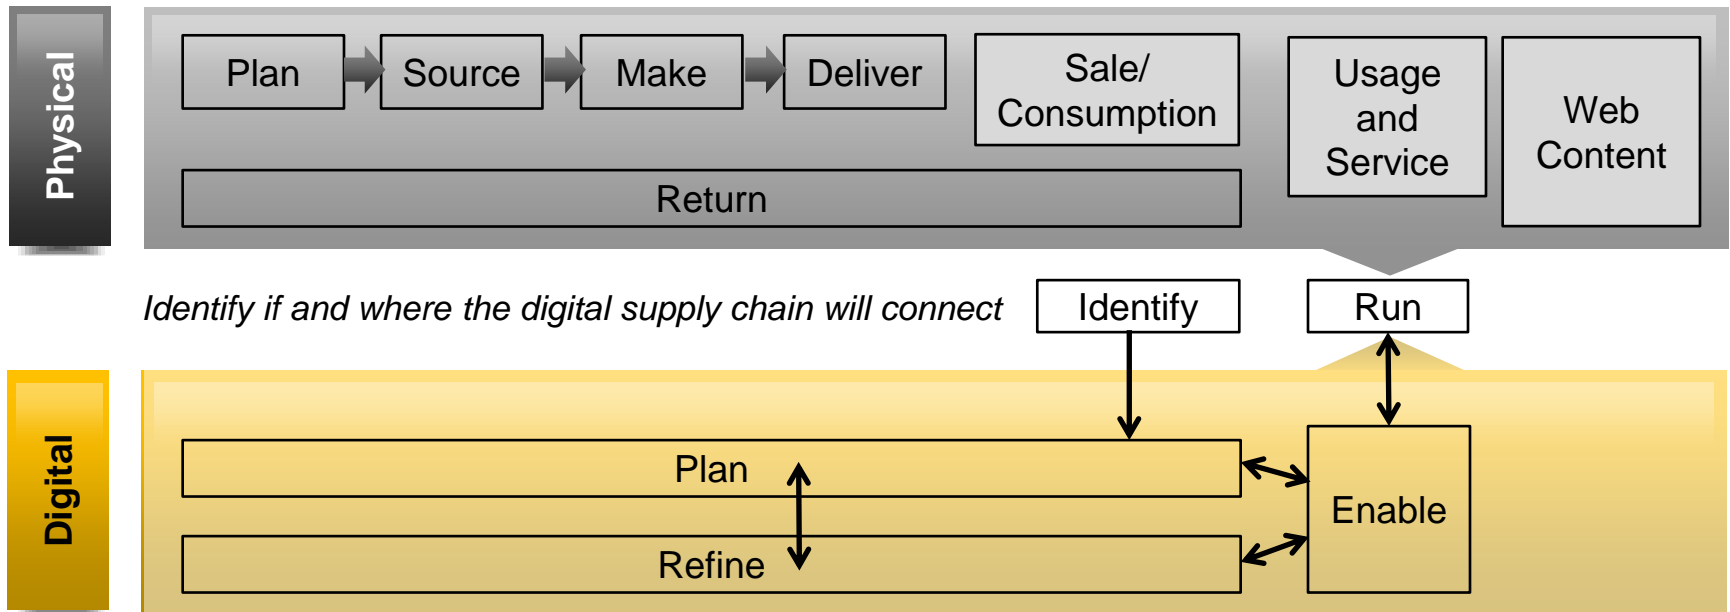 Physical
Plan
Source
Make
Deliver
Sale/
Consumption
Usage
and
Service
Web
Content
Return
Identify if and where the digital supply chain will connect
Identify
Run
Digital
Plan
Refine
Enable